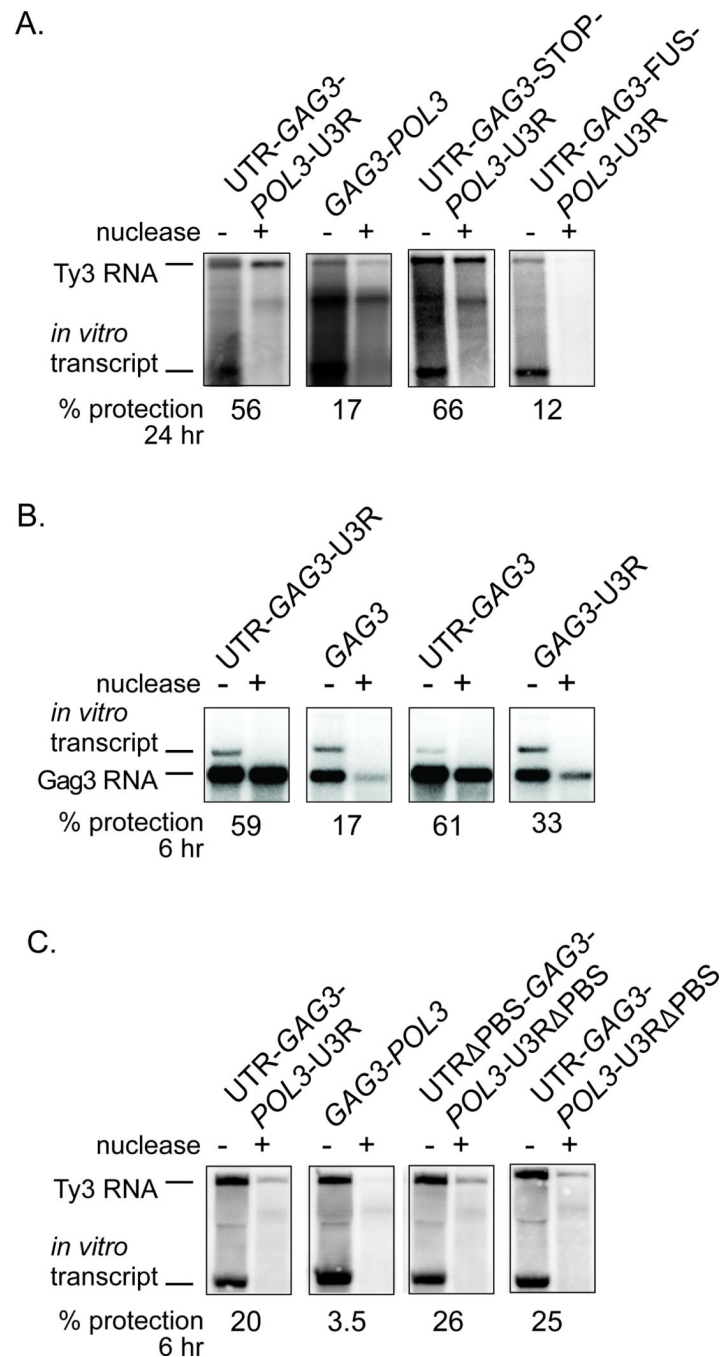 A.
UTR-GAG3-
POL3-U3R
GAG3-POL3
UTR-GAG3-STOP-
POL3-U3R
UTR-GAG3-FUS-
POL3-U3R
nuclease - + - + - + - +
Ty3 RNA
in vitro
transcript
% protection 56 17 66 12
24 hr
B.
UTR-GAG3-U3R
GAG3
UTR-GAG3
GAG3-U3R
nuclease - + - + - + - +
in vitro
transcript
Gag3 RNA
% protection 59 17 61 33
6 hr
C.
UTR-GAG3-
POL3-U3R
GAG3-POL3
UTRΔPBS-GAG3-
POL3-U3RΔPBS
UTR-GAG3-
POL3-U3RΔPBS
nuclease - + - + - + - +
Ty3 RNA
in vitro
transcript
% protection 20 3.5 26 25
6 hr